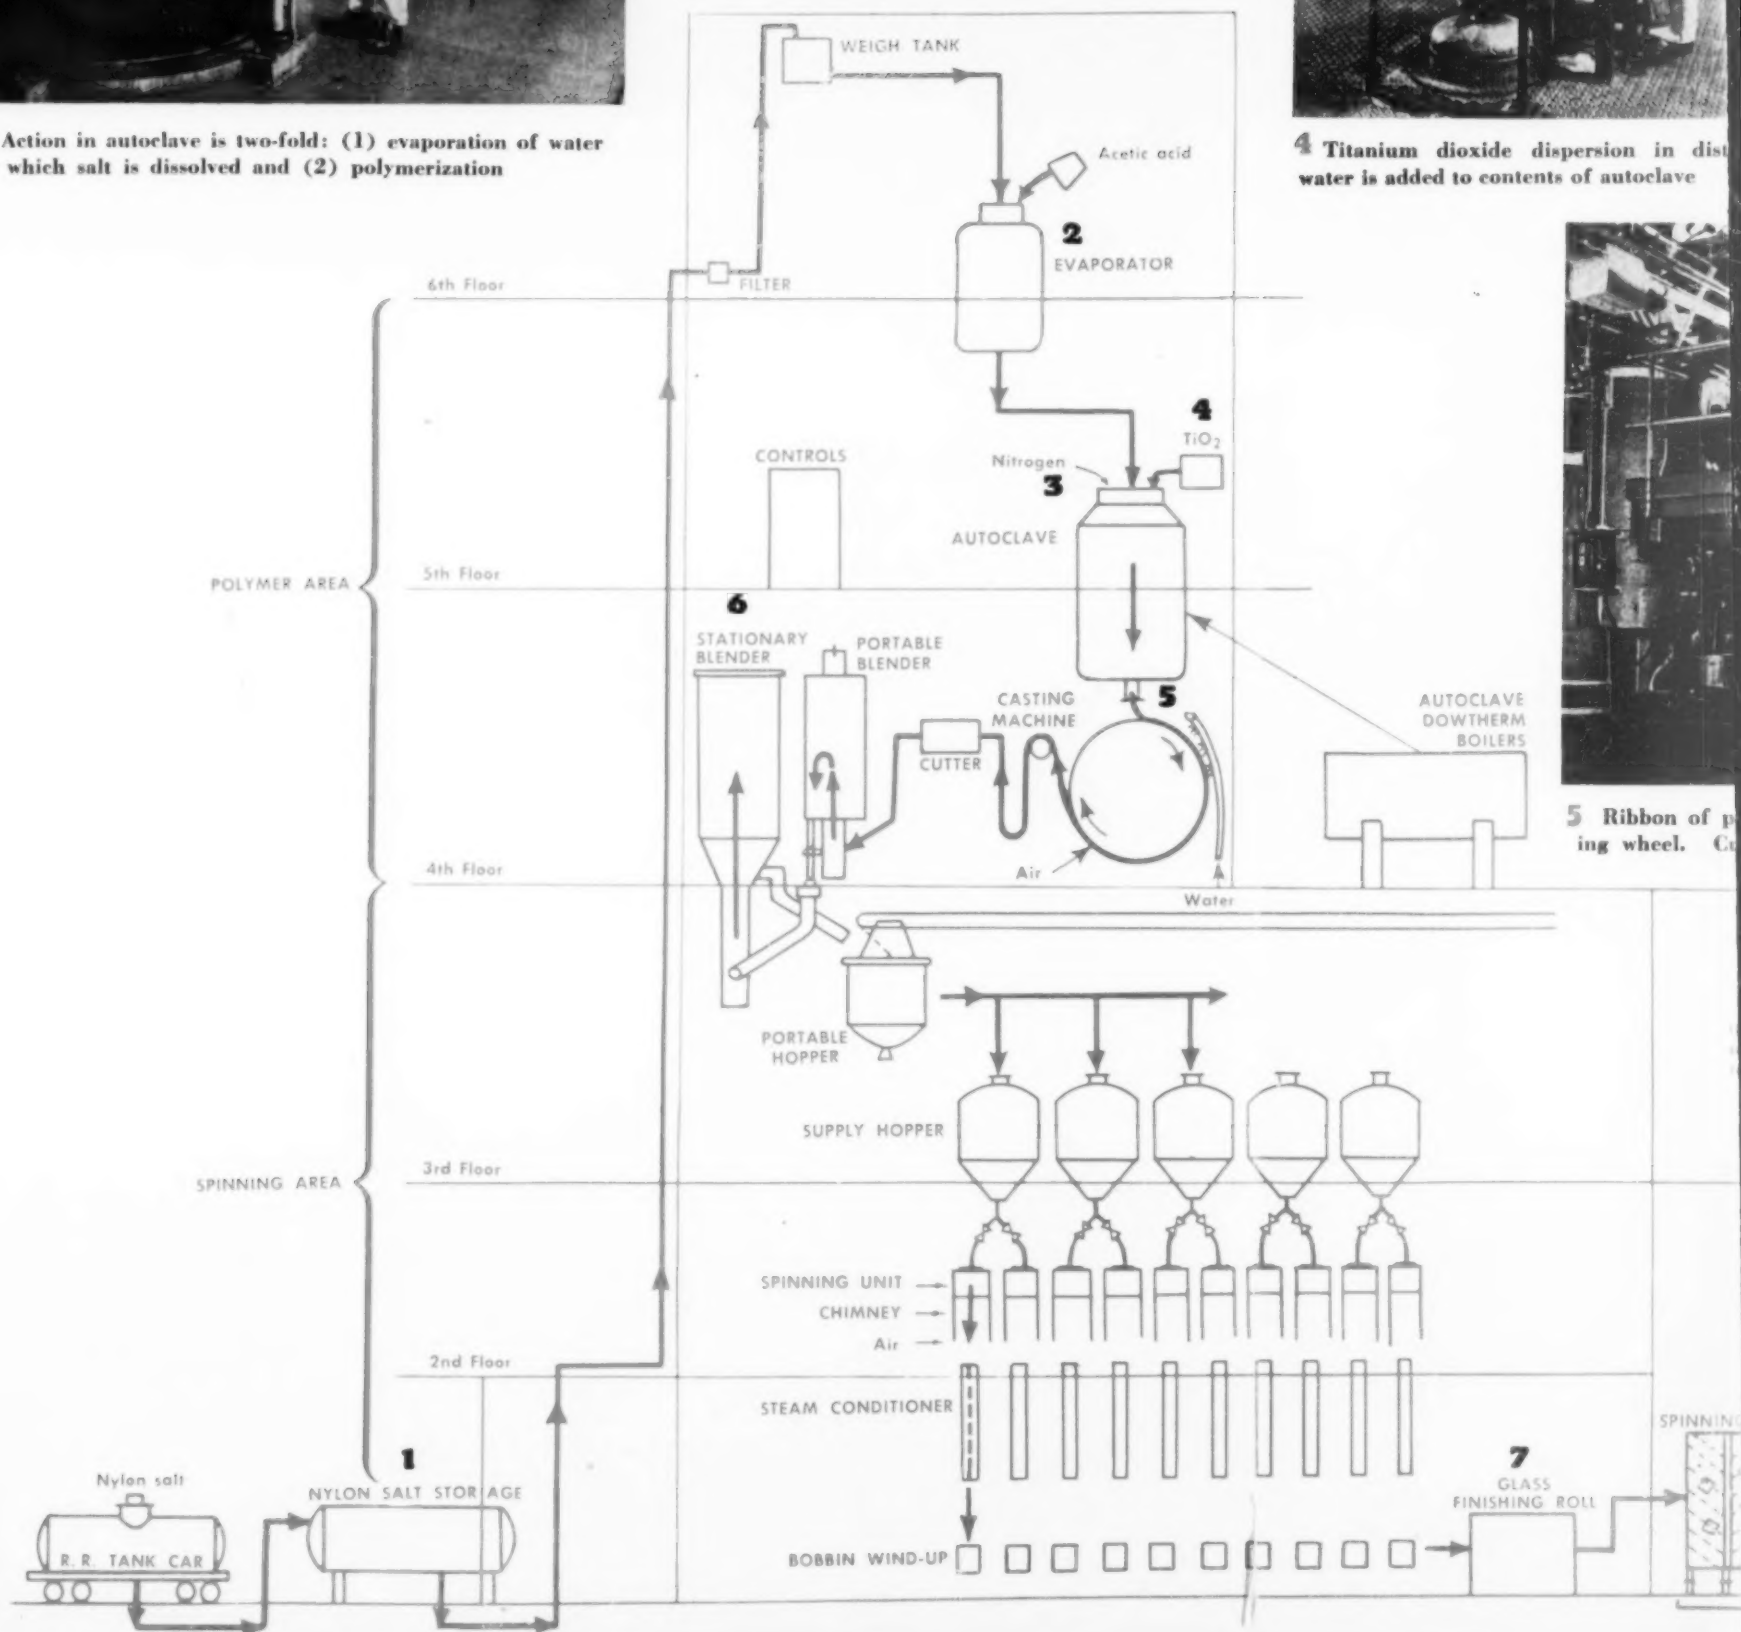 Action in autoclave is two-fold: (1) evaporation of water
which salt is dissolved and (2) polymerization
4 Titanium dioxide dispersion in dist
water is added to contents of autoclave
WEIGH TANK
Acetic acid
2
EVAPORATOR
6th Floor
FILTER
4
TiO2
CONTROLS
Nitrogen
3
AUTOCLAVE
5th Floor
POLYMER AREA
6
STATIONARY
BLENDER
PORTABLE
BLENDER
5
CASTING
MACHINE
CUTTER
AUTOCLAVE
DOWTHERM
BOILERS
5 Ribbon of p
ing wheel. Cu
4th Floor
Air
Water
PORTABLE
HOPPER
SUPPLY HOPPER
3rd Floor
SPINNING AREA
SPINNING UNIT
CHIMNEY
Air
2nd Floor
STEAM CONDITIONER
SPINNING
1
Nylon salt
NYLON SALT STORAGE
7
GLASS
FINISHING ROLL
R. R. TANK CAR
BOBBIN WIND-UP